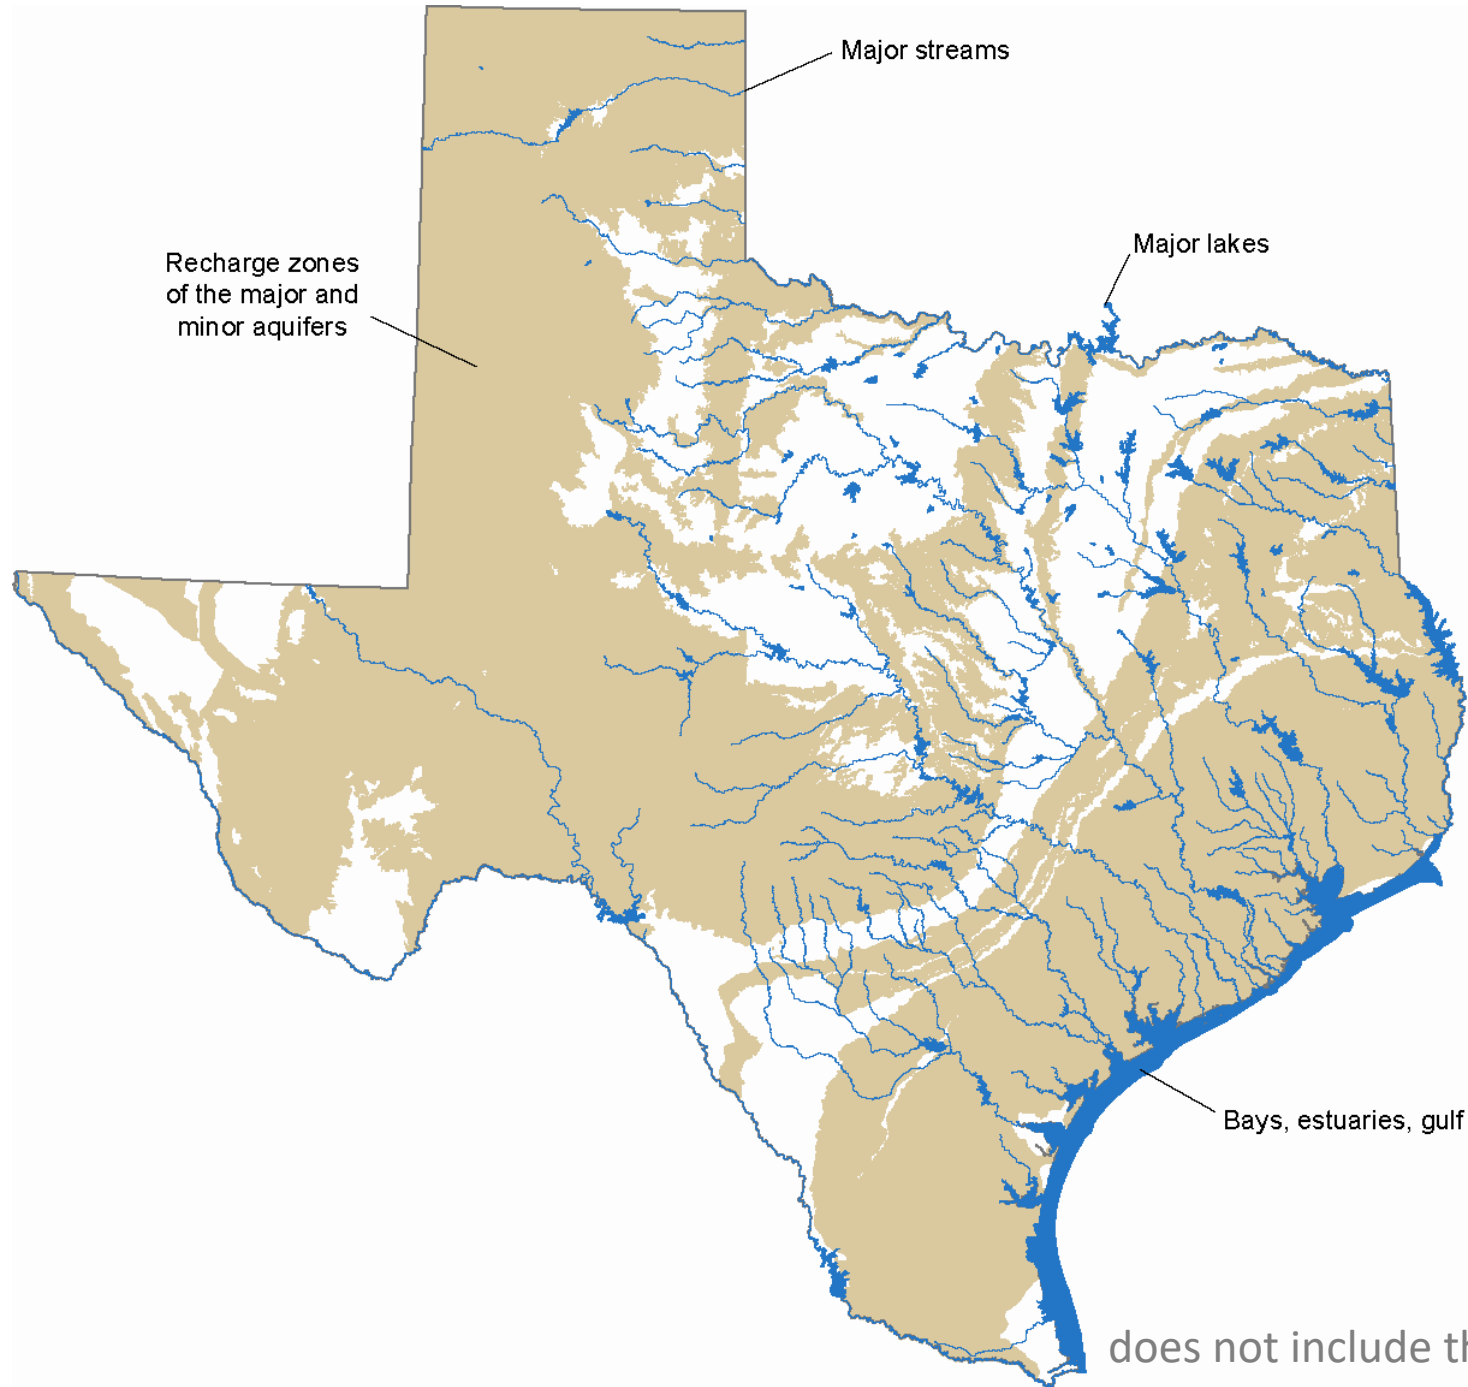 Major streams
Major lakes
Recharge zones
of the major and
minor aquifers
Bays, estuaries, gulf
does not include